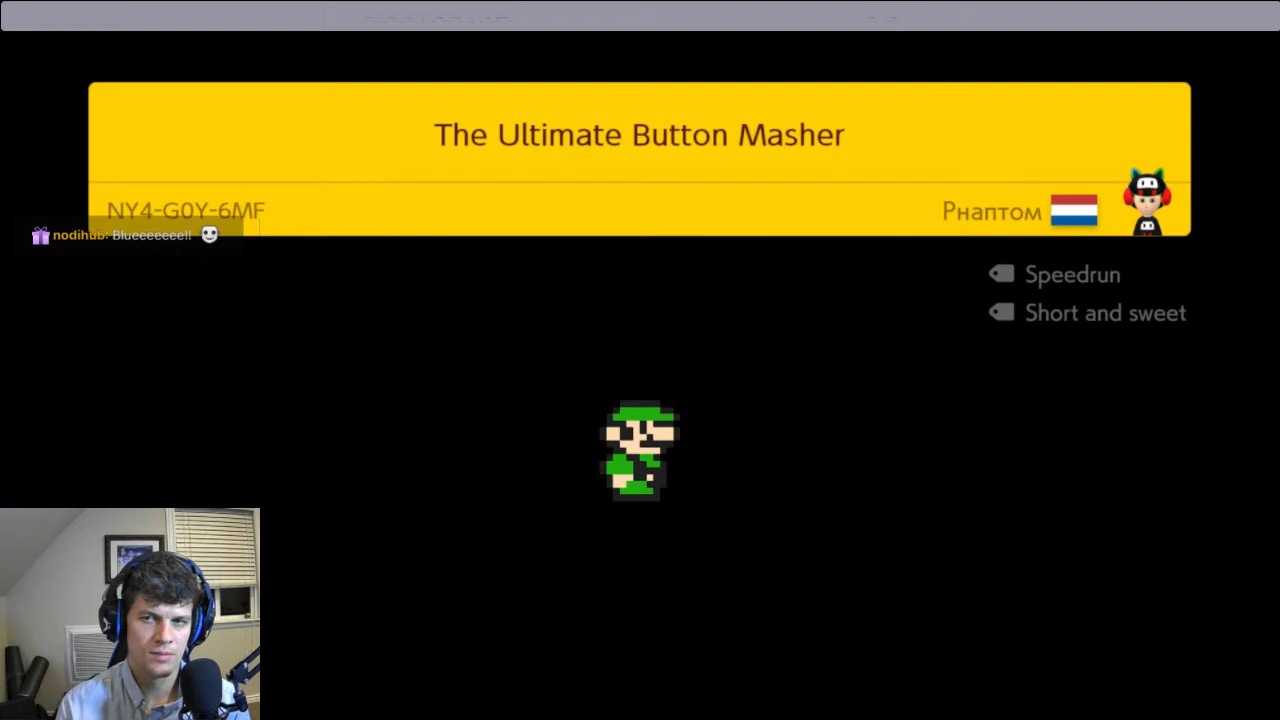 The Ultimate Button Masher
NY4-G0Y-6MF
Рнаптом
nodihub: Blueeeeeee!!
Speedrun
Short and sweet